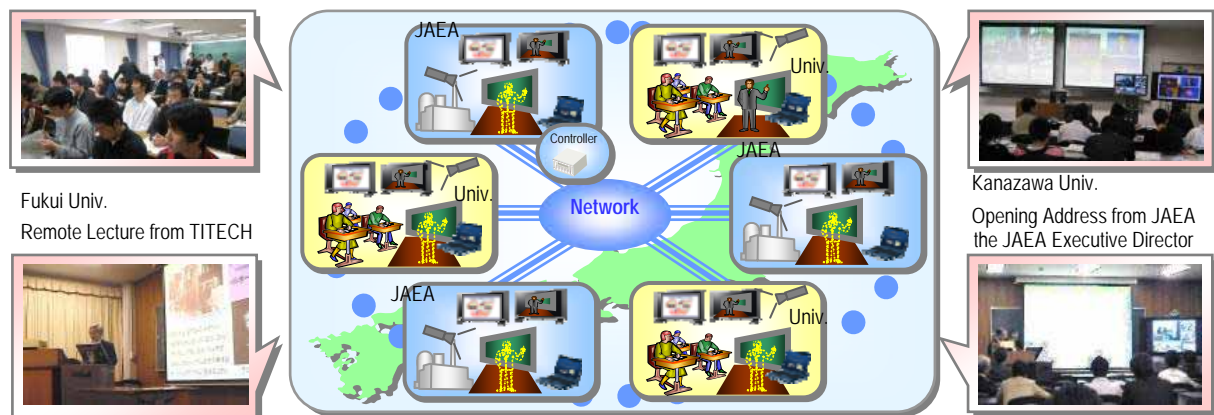 JAEA
Univ.
Controller
JAEA
Univ.
Network
JAEA
Univ.
Fukui Univ.
Remote Lecture from TITECH
Kanazawa Univ.
Opening Address from JAEA
the JAEA Executive Director